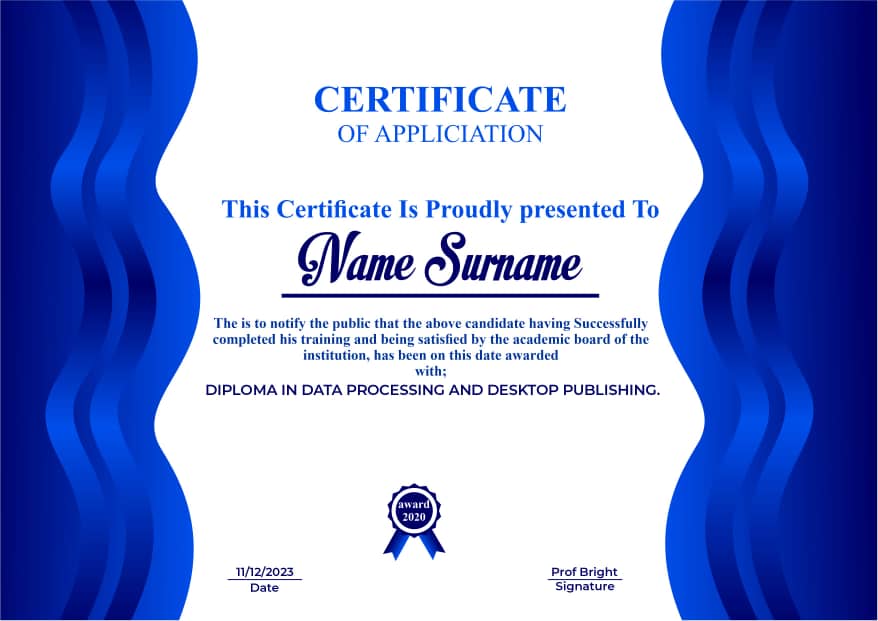 CERTIFICATE
OF APPLICIATION
This Certificate Is Proudly presented To
Name Surname
The is to notify the public that the above candidate having Successfully
completed his training and being satisfied by the academic board of the
institution, has been on this date awarded
with;
DIPLOMA IN DATA PROCESSING AND DESKTOP PUBLISHING.
award
2020
11/12/2023
Date
Prof Bright
Signature